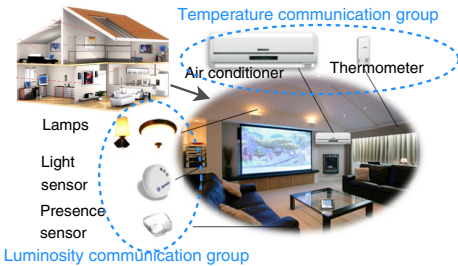 Temperature communication group
Air conditioner
Thermometer
Lamps
Light
sensor
Presence
sensor
Luminosity communication group